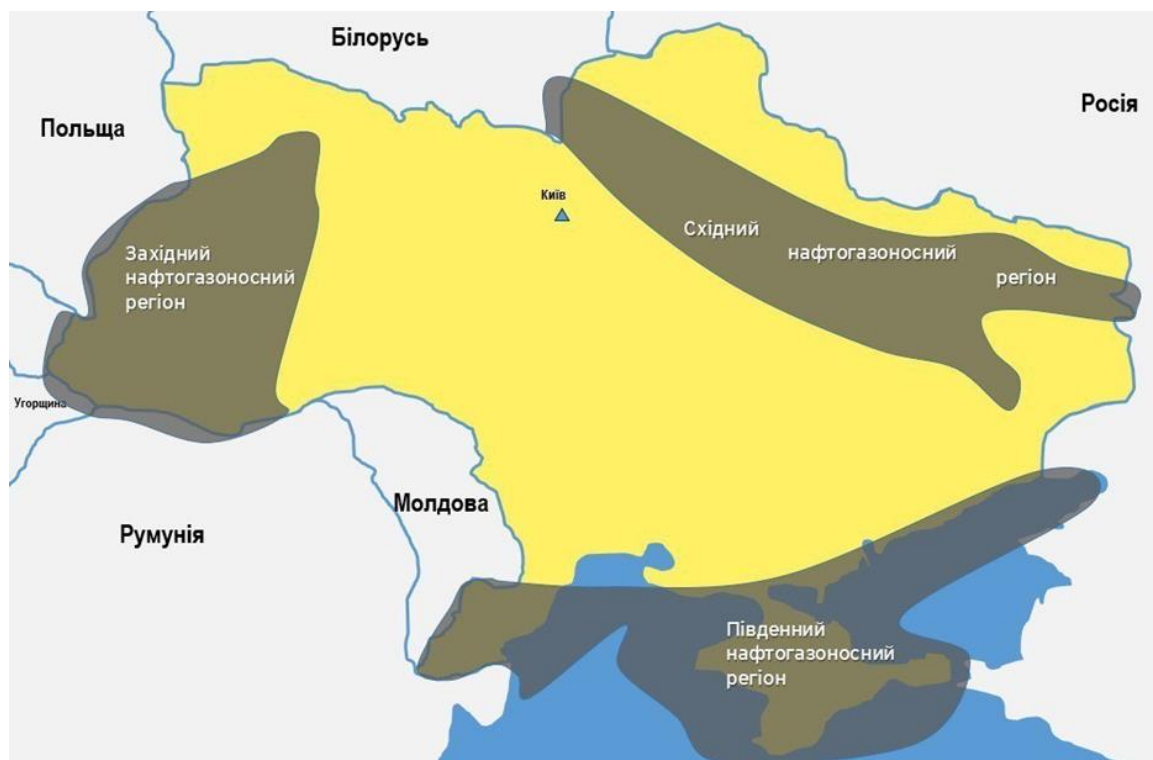 Білорусь
Польща
Росія
Київ
Східний нафтогазоносний регіон
Західний
нафтогазоносний
регіон
Угорщина
Молдова
Румунія
Південний
нафтогазоносний
регіон